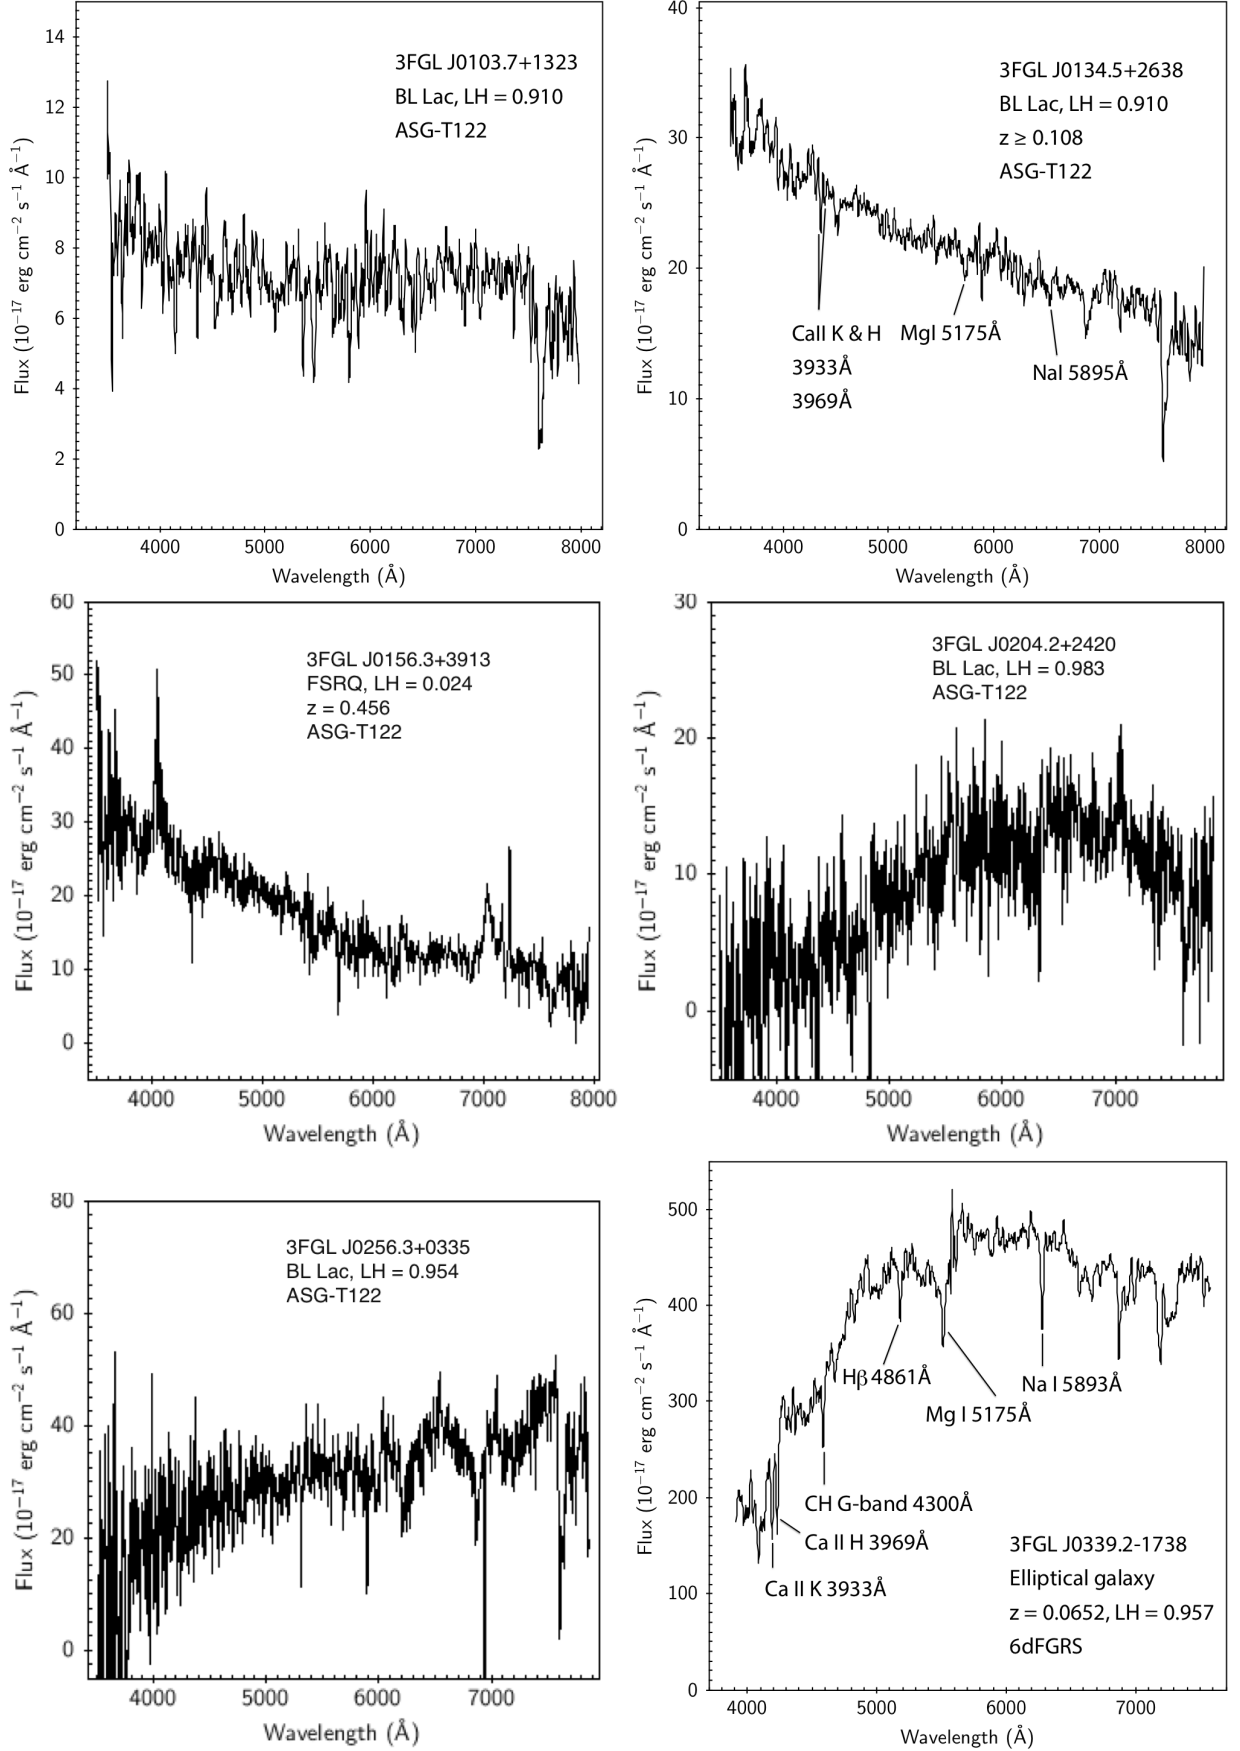 14
12
10
8
6
4
2
0
Flux (10⁻¹⁷ erg cm⁻² s⁻¹ Å⁻¹)
3FGL J0103.7+1323
BL Lac, LH = 0.910
ASG-T122
4000 5000 6000 7000 8000
Wavelength (Å)
40
30
20
10
0
Flux (10⁻¹⁷ erg cm⁻² s⁻¹ Å⁻¹)
3FGL J0134.5+2638
BL Lac, LH = 0.910
z ≥ 0.108
ASG-T122
CaII K & H
3933Å
3969Å
MgI 5175Å
NaI 5895Å
4000 5000 6000 7000 8000
Wavelength (Å)
60
50
40
30
20
10
0
Flux (10⁻¹⁷ erg cm⁻² s⁻¹ Å⁻¹)
3FGL J0156.3+3913
FSRQ, LH = 0.024
z = 0.456
ASG-T122
4000 5000 6000 7000 8000
Wavelength (Å)
30
20
10
0
Flux (10⁻¹⁷ erg cm⁻² s⁻¹ Å⁻¹)
3FGL J0204.2+2420
BL Lac, LH = 0.983
ASG-T122
4000 5000 6000 7000
Wavelength (Å)
80
60
40
20
0
Flux (10⁻¹⁷ erg cm⁻² s⁻¹ Å⁻¹)
3FGL J0256.3+0335
BL Lac, LH = 0.954
ASG-T122
4000 5000 6000 7000
Wavelength (Å)
500
400
300
200
100
0
Flux (10⁻¹⁷ erg cm⁻² s⁻¹ Å⁻¹)
Hβ 4861Å
Na I 5893Å
Mg I 5175Å
CH G-band 4300Å
Ca II H 3969Å
Ca II K 3933Å
3FGL J0339.2-1738
Elliptical galaxy
z = 0.0652, LH = 0.957
6dFGRS
4000 5000 6000 7000
Wavelength (Å)